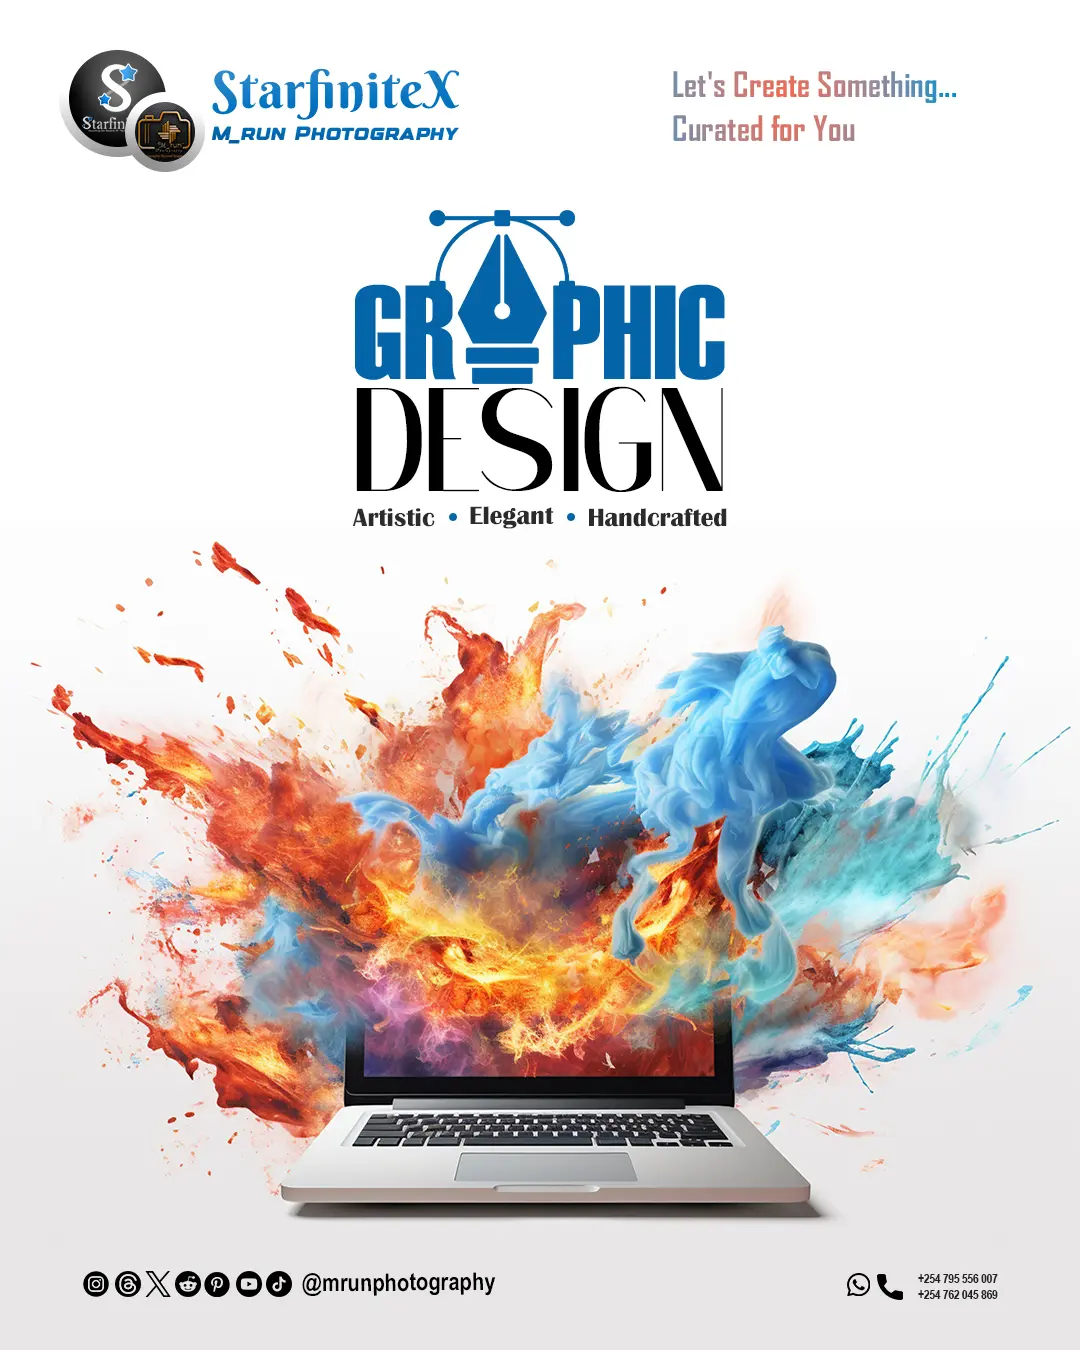 StarfiniteX
M_RUN PHOTOGRAPHY
Let's Create Something...
Curated for You
GRAPHIC
DESIGN
Artistic • Elegant • Handcrafted
@mrunphotography
+254 795 556 007
+254 762 045 869